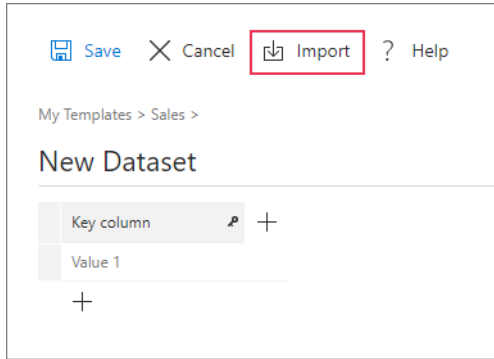 Save Cancel Import ? Help
My Templates > Sales >
New Dataset
Key column
Value 1